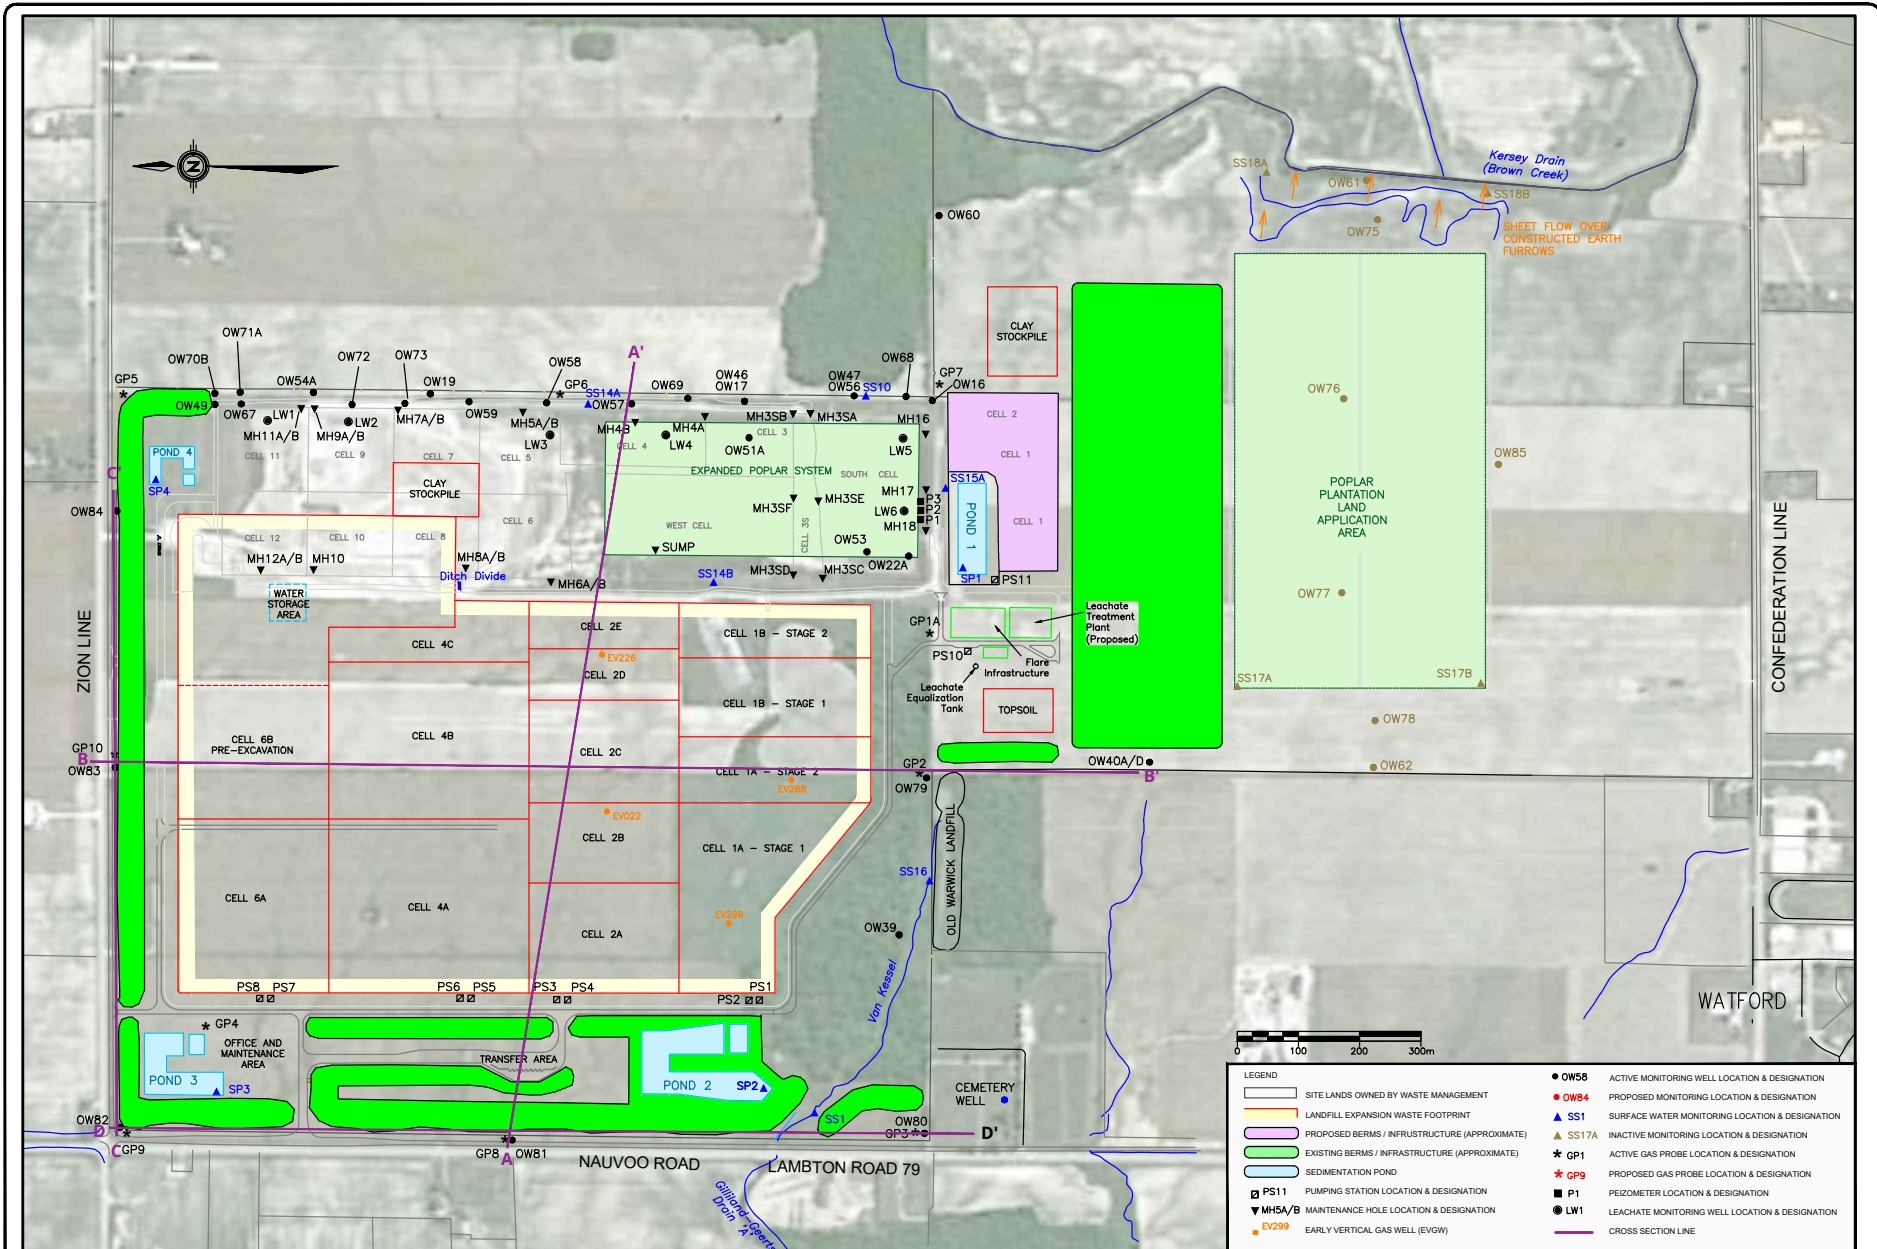 Kersey Drain
(Brown Creek)
SS18A
OW61
SS18B
OW60
OW75
SHEET FLOW OVER
CONSTRUCTED EARTH
FURROWS
N
CLAY
STOCKPILE
OW71A
OW70B
OW72
OW73
OW58
A'
OW46
OW17
OW47
OW56
SS10
OW68
GP7
OW16
GP5
OW54A
OW19
GP6
SS14A
OW69
OW49
OW67
LW1
LW2
MH7A/B
OW59
MH5A/B
OW57
MH3SB
MH3SA
MH16
CELL 2
OW76
MH11A/B
MH9A/B
LW3
MH4B
MH4A
LW4
CELL 3
OW51A
LW5
CELL 11
CELL 9
CELL 7
CELL 5
CELL 4
CELL 1
POND 4
EXPANDED POPLAR SYSTEM
SOUTH CELL
OW85
C'
SP4
CLAY
STOCKPILE
MH17
SS15A
POPLAR
PLANTATION
LAND
APPLICATION
AREA
OW84
MH3SF
MH3SE
LW6
P3
P2
P1
MH18
POND 1
CELL 1
CELL 6
WEST CELL
CELL 3S
CELL 12
CELL 10
CELL 8
MH12A/B
MH10
MH8A/B
SUMP
OW53
OW22A
Ditch Divide
MH6A/B
SS14B
MH3SD
MH3SC
SP1
PS11
WATER
STORAGE
AREA
OW77
ZION LINE
CONFEDERATION LINE
CELL 2E
CELL 1B – STAGE 2
GP1A
Leachate
Treatment
Plant
(Proposed)
CELL 4C
EV226
CELL 2D
PS10
Flare
Infrastructure
SS17A
SS17B
Leachate
Equalization
Tank
CELL 1B – STAGE 1
TOPSOIL
OW78
CELL 6B
PRE-EXCAVATION
CELL 4B
CELL 2C
GP10
B
OW83
CELL 1A – STAGE 2
EV288
GP2
OW79
OW40A/D
B'
OW62
EV022
CELL 2B
CELL 1A – STAGE 1
OLD WARWICK LANDFILL
SS16
CELL 6A
CELL 4A
EV299
CELL 2A
OW39
PS8
PS7
PS6
PS5
PS3
PS4
PS2
PS1
Van Kessel
WATFORD
GP4
OFFICE AND
MAINTENANCE
AREA
TRANSFER AREA
POND 3
SP3
POND 2
SP2
CEMETERY
WELL
OW82
D
C
GP9
SS1
OW80
GP3
D'
GP8
OW81
A
NAUVOO ROAD
LAMBTON ROAD 79
Gilliland-Geerts
Drain 'A'
0 100 200 300m
LEGEND
SITE LANDS OWNED BY WASTE MANAGEMENT
LANDFILL EXPANSION WASTE FOOTPRINT
PROPOSED BERMS / INFRUSTRUCTURE (APPROXIMATE)
EXISTING BERMS / INFRASTRUCTURE (APPROXIMATE)
SEDIMENTATION POND
PS11 PUMPING STATION LOCATION & DESIGNATION
MH5A/B MAINTENANCE HOLE LOCATION & DESIGNATION
EV299 EARLY VERTICAL GAS WELL (EVGW)
OW58 ACTIVE MONITORING WELL LOCATION & DESIGNATION
OW84 PROPOSED MONITORING LOCATION & DESIGNATION
SS1 SURFACE WATER MONITORING LOCATION & DESIGNATION
SS17A INACTIVE MONITORING LOCATION & DESIGNATION
GP1 ACTIVE GAS PROBE LOCATION & DESIGNATION
GP9 PROPOSED GAS PROBE LOCATION & DESIGNATION
P1 PEIZOMETER LOCATION & DESIGNATION
LW1 LEACHATE MONITORING WELL LOCATION & DESIGNATION
CROSS SECTION LINE